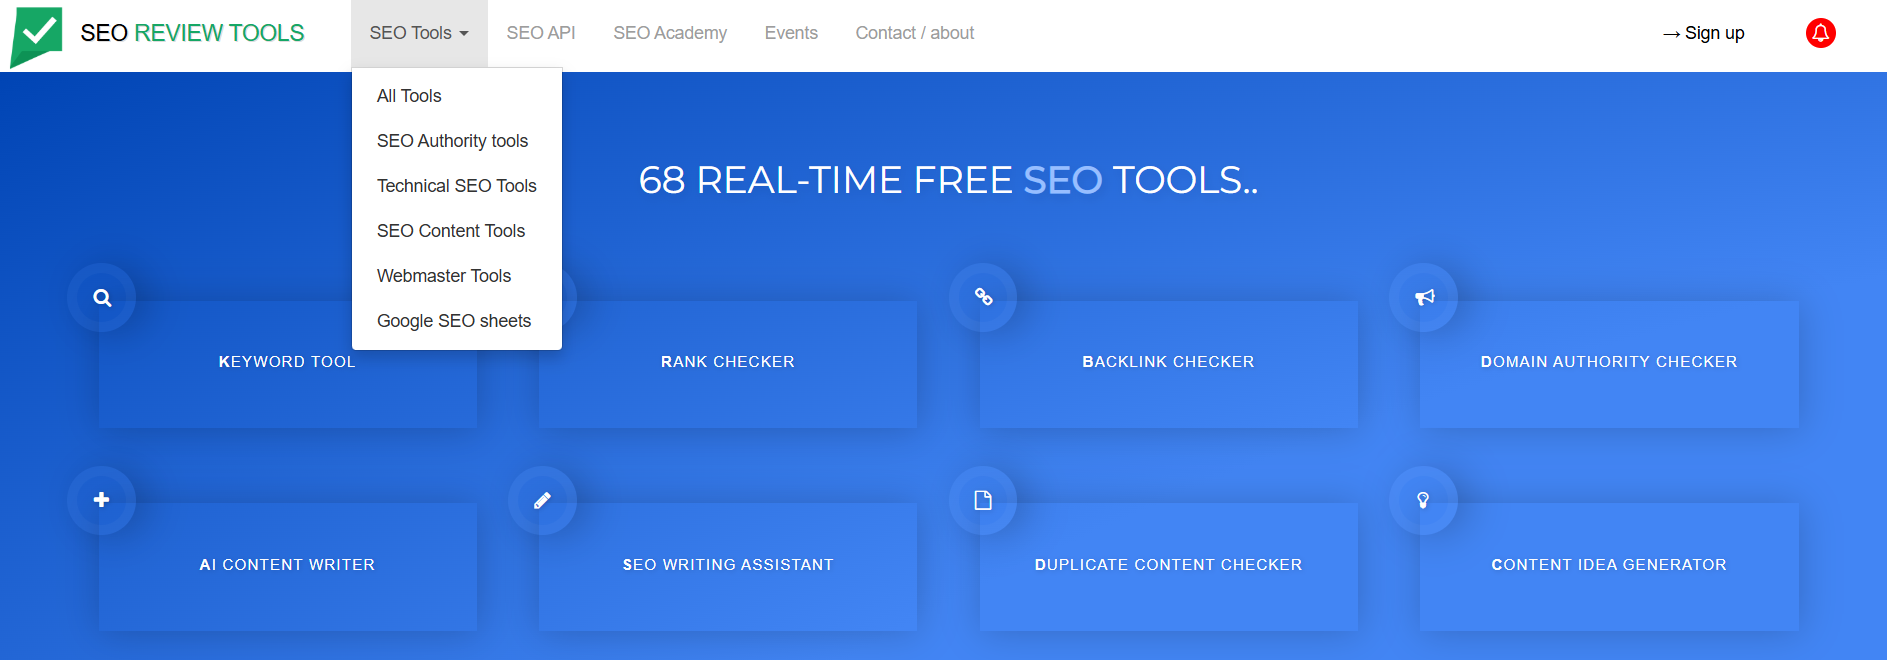 SEO REVIEW TOOLS
SEO Tools
SEO API
SEO Academy
Events
Contact / about
→ Sign up
All Tools
SEO Authority tools
Technical SEO Tools
SEO Content Tools
Webmaster Tools
Google SEO sheets
68 REAL-TIME FREE SEO TOOLS..
KEYWORD TOOL
RANK CHECKER
BACKLINK CHECKER
DOMAIN AUTHORITY CHECKER
AI CONTENT WRITER
SEO WRITING ASSISTANT
DUPLICATE CONTENT CHECKER
CONTENT IDEA GENERATOR